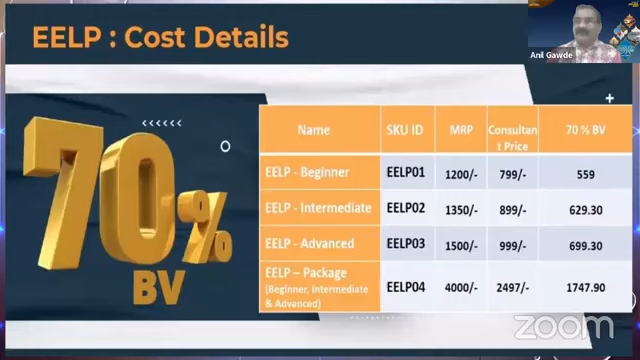 EELP : Cost Details
Anil Gawde
70%
BV
Name SKU ID MRP Consultan
t Price 70 % BV
EELP - Beginner EELP01 1200/- 799/- 559
EELP - Intermediate EELP02 1350/- 899/- 629.30
EELP - Advanced EELP03 1500/- 999/- 699.30
EELP – Package
(Beginner, Intermediate
& Advanced) EELP04 4000/- 2497/- 1747.90
zoom